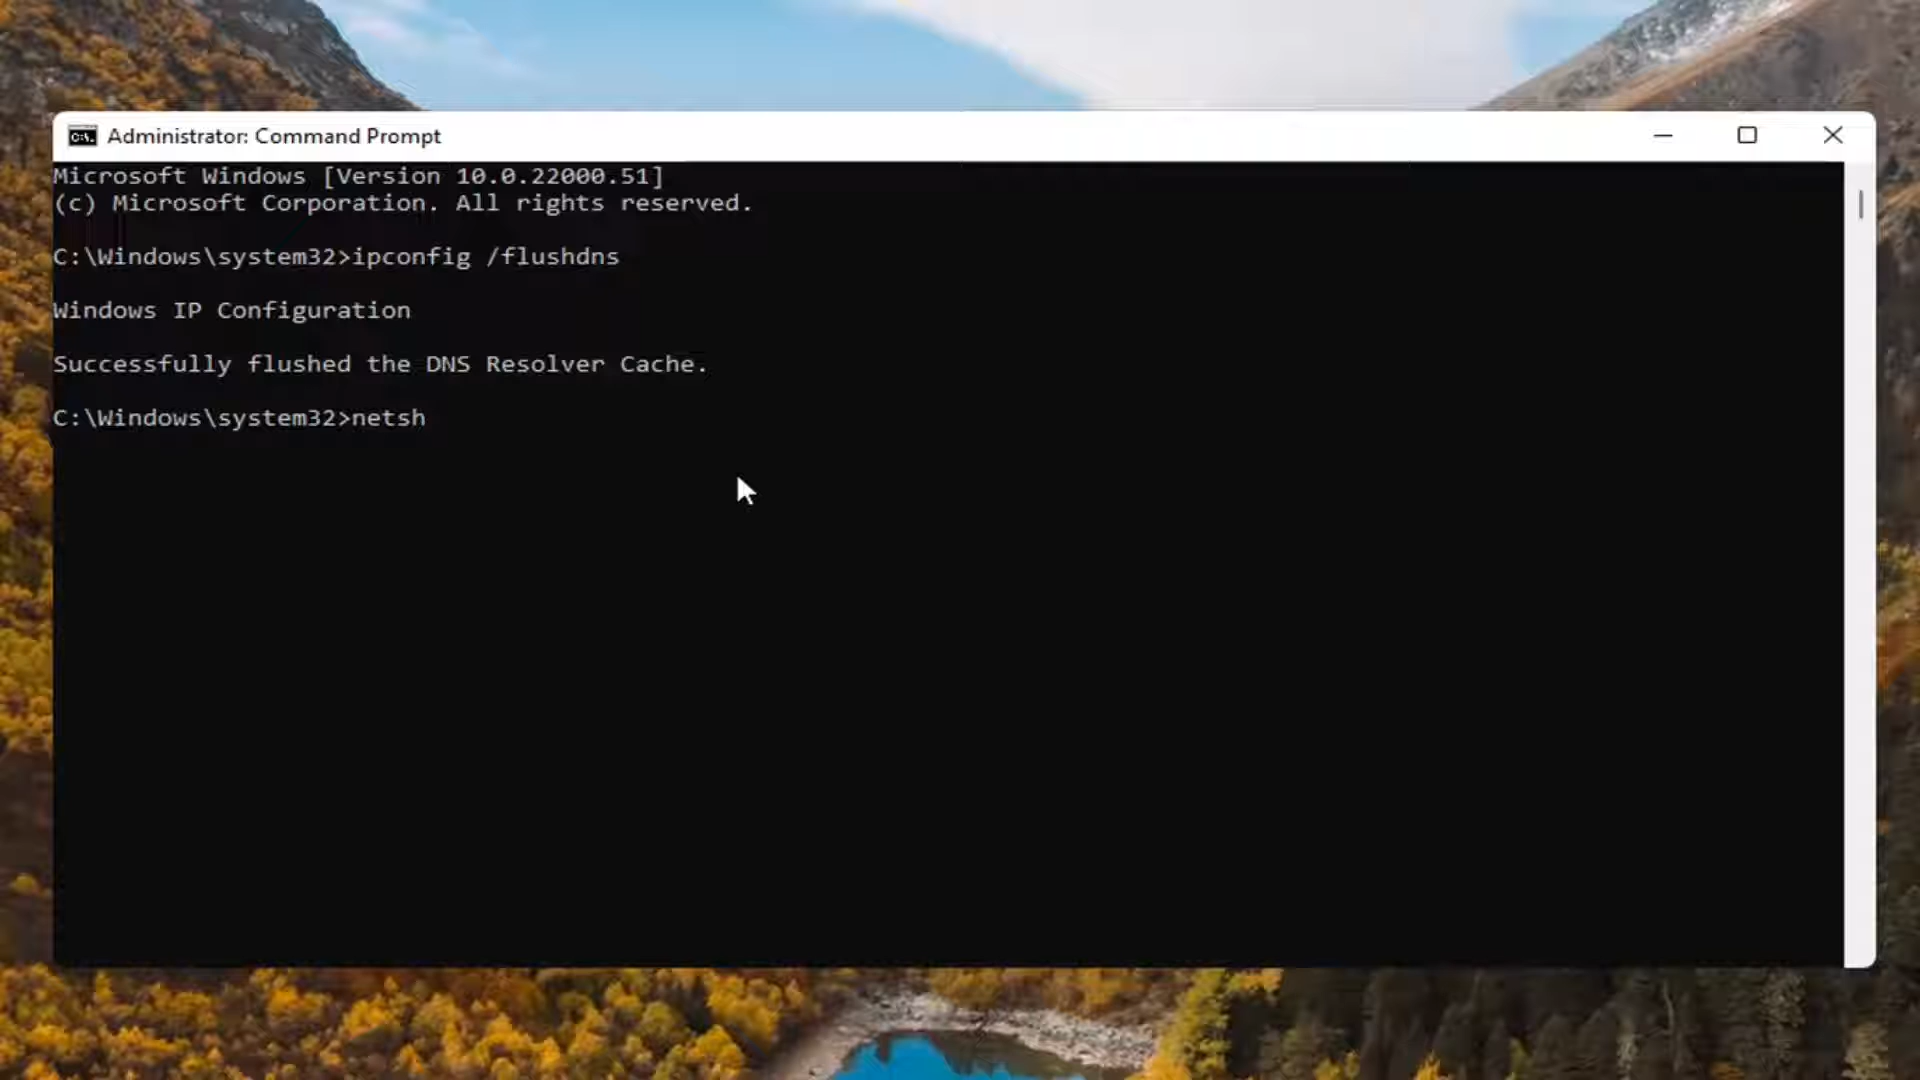 Administrator: Command Prompt
Microsoft Windows [Version 10.0.22000.51]
(c) Microsoft Corporation. All rights reserved.
C:\Windows\system32>ipconfig /flushdns
Windows IP Configuration
Successfully flushed the DNS Resolver Cache.
C:\Windows\system32>netsh